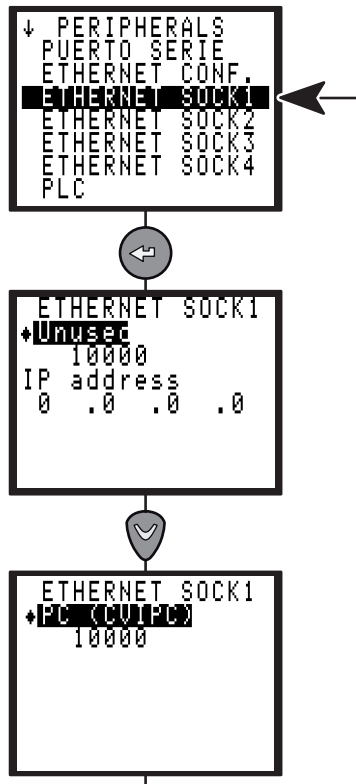 ↓ PERIPHERALS
PUERTO SERIE
ETHERNET CONF.
ETHERNET SOCK1
ETHERNET SOCK2
ETHERNET SOCK3
ETHERNET SOCK4
PLC
ETHERNET SOCK1
Unused
10000
IP address
0 .0 .0 .0
ETHERNET SOCK1
PC (CVIPC)
10000